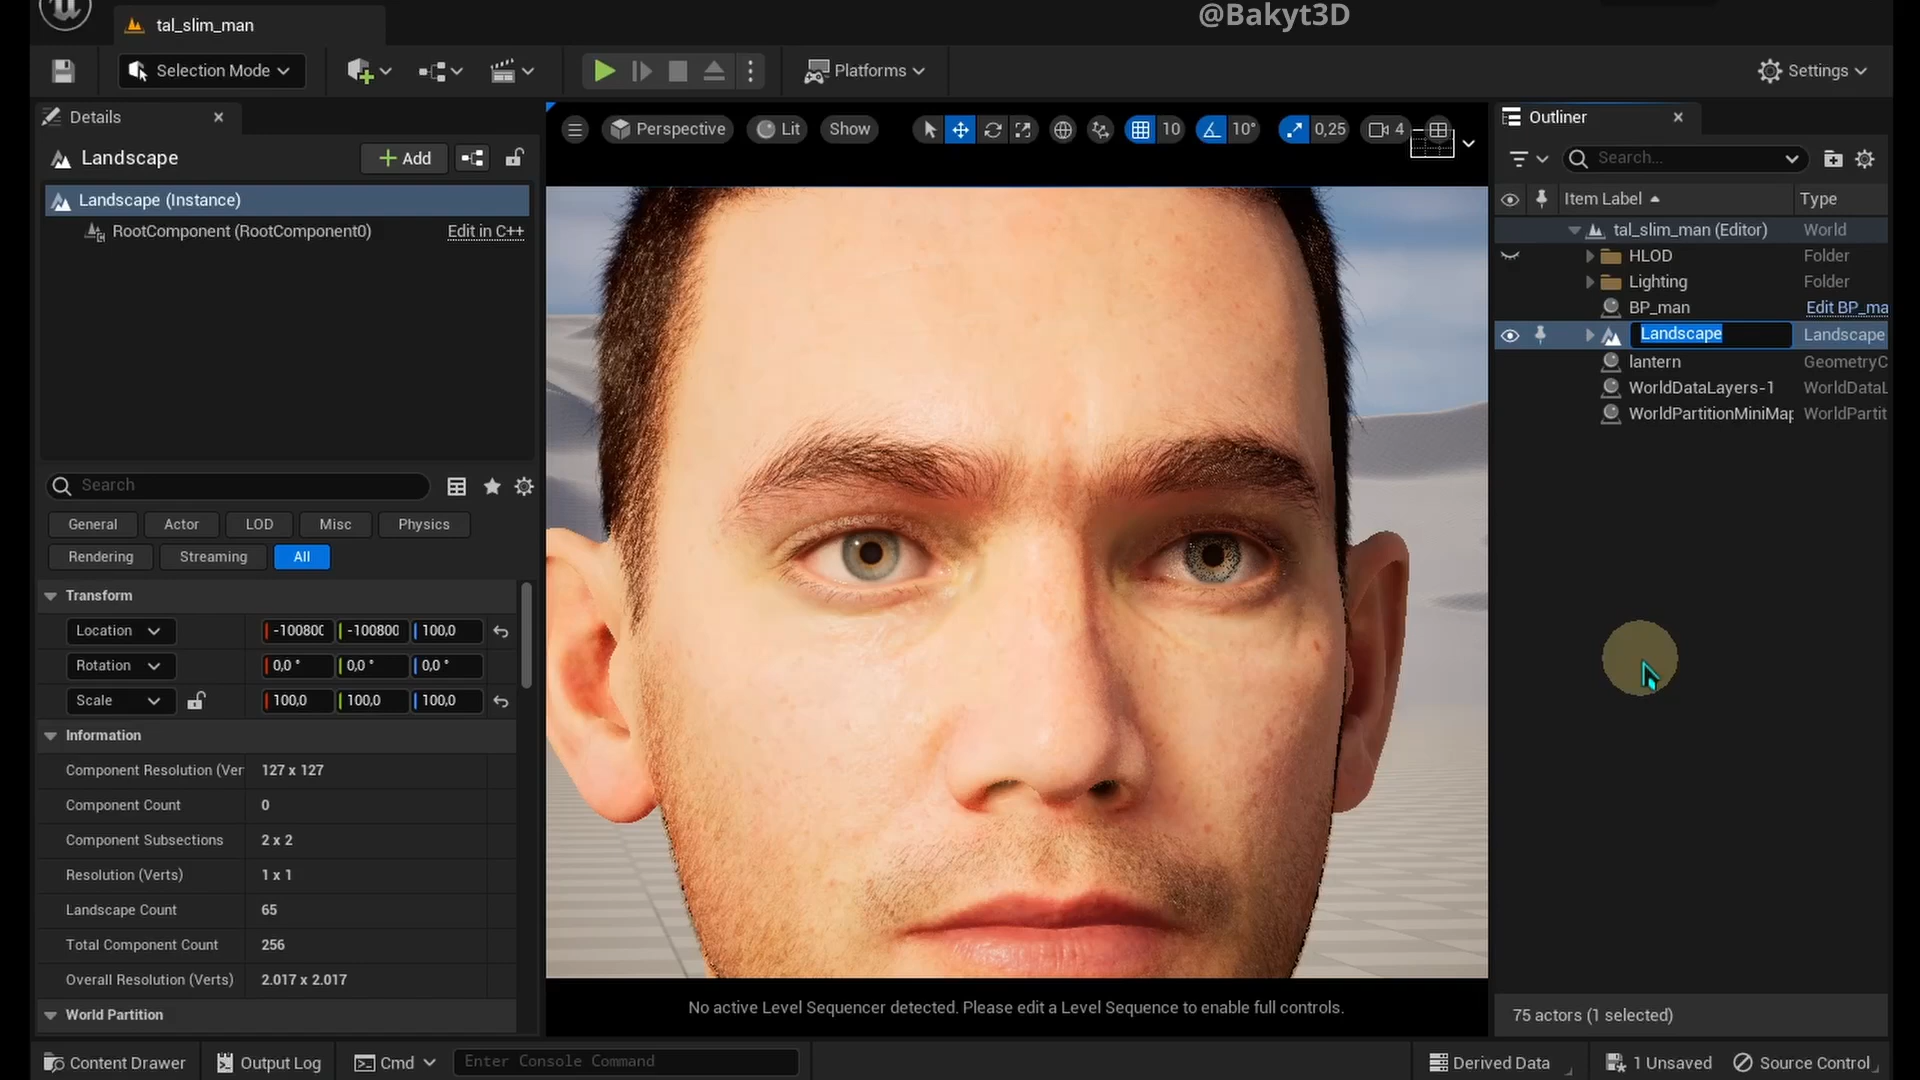 @Bakyt3D
tal_slim_man
Selection Mode
Platforms
Settings
Details
Landscape
Add
Landscape (Instance)
RootComponent (RootComponent0)
Edit in C++
Search
General
Actor
LOD
Misc
Physics
Rendering
Streaming
All
Transform
Location
-10080
-100800
100,0
Rotation
0,0 °
0,0 °
0,0 °
Scale
100,0
100,0
100,0
Information
Component Resolution (Ver
127 x 127
Component Count
0
Component Subsections
2 x 2
Resolution (Verts)
1 x 1
Landscape Count
65
Total Component Count
256
Overall Resolution (Verts)
2.017 x 2.017
World Partition
Perspective
Lit
Show
10
10°
0,25
4
No active Level Sequencer detected. Please edit a Level Sequence to enable full controls.
Outliner
Search...
Item Label
Type
tal_slim_man (Editor)
World
HLOD
Folder
Lighting
Folder
BP_man
Edit BP_ma
Landscape
Landscape
lantern
GeometryC
WorldDataLayers-1
WorldDataL
WorldPartitionMiniMap
WorldPartit
75 actors (1 selected)
Content Drawer
Output Log
Cmd
Enter Console Command
Derived Data
1 Unsaved
Source Control